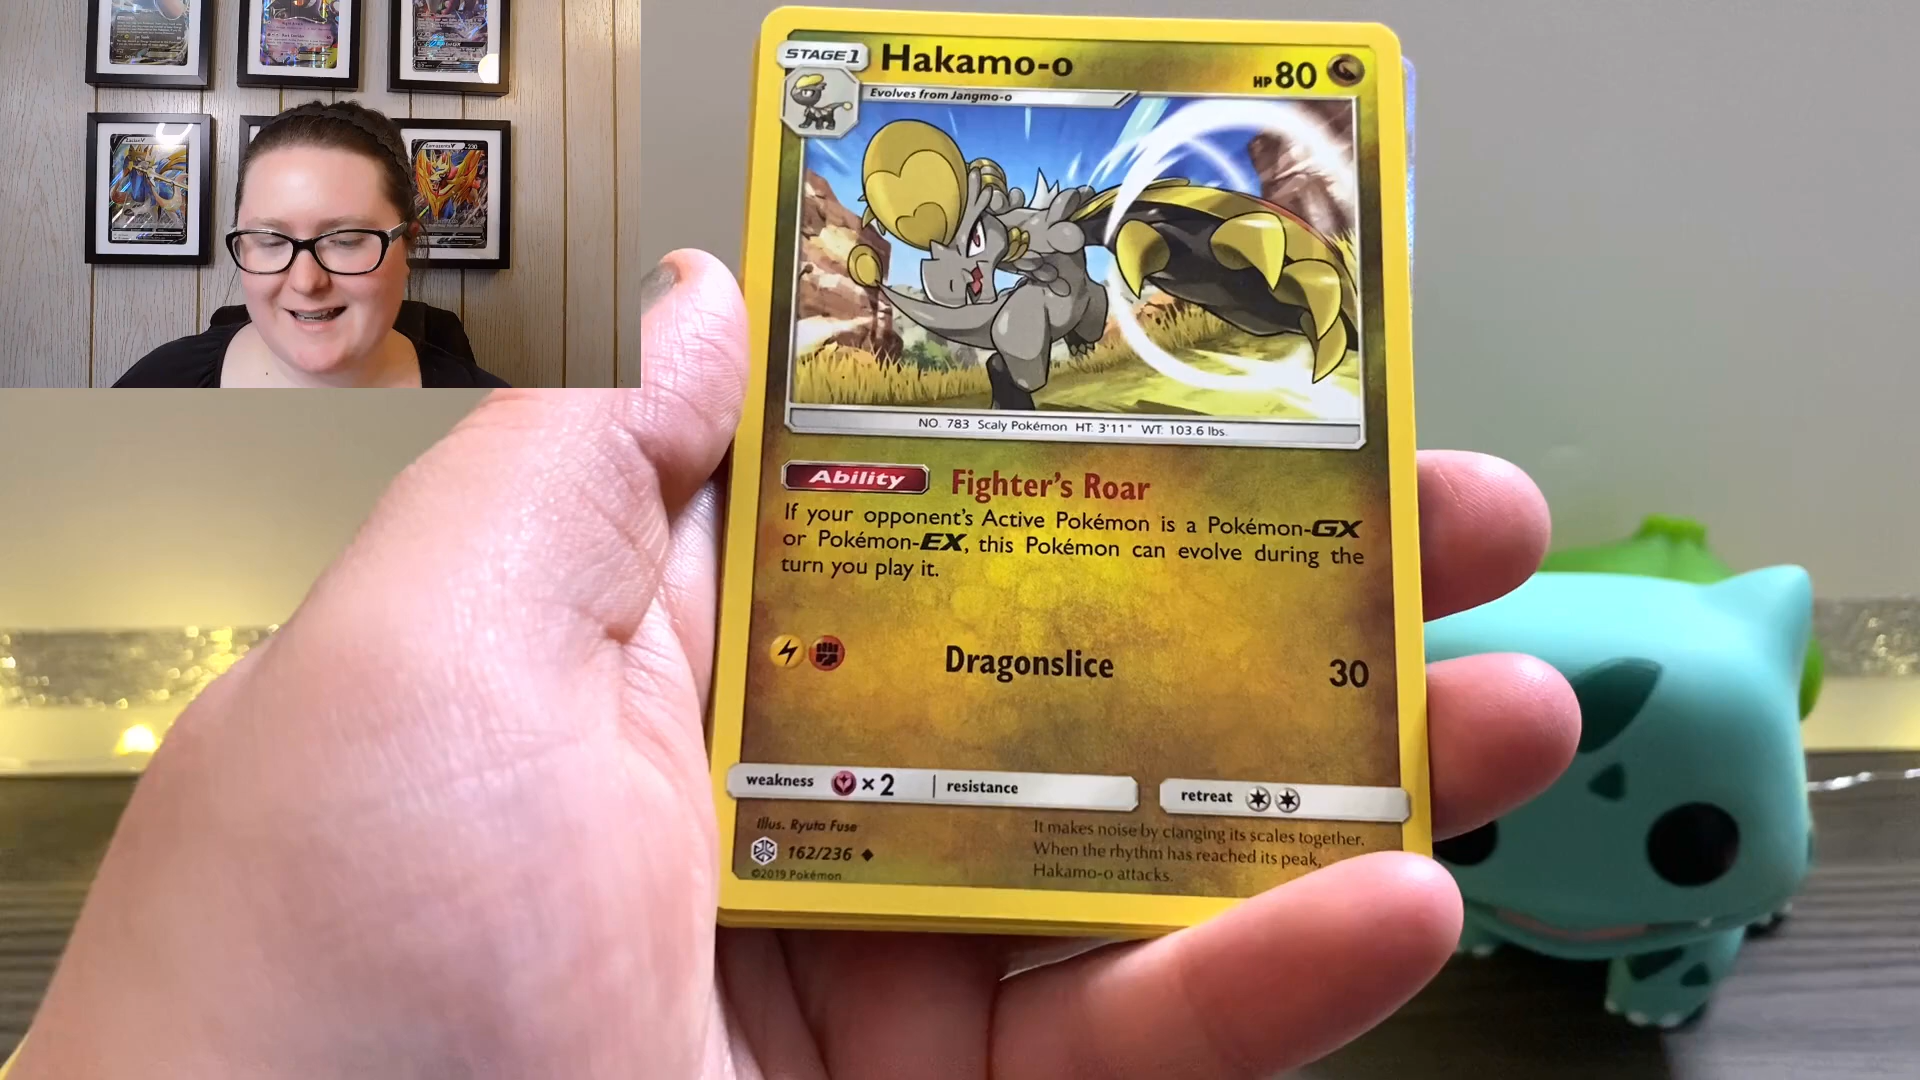 STAGE 1 Hakamo-o HP 80
Evolves from Jangmo-o
NO. 783 Scaly Pokémon HT: 3'11" WT: 103.6 lbs.
Ability Fighter's Roar
If your opponent's Active Pokémon is a Pokémon-GX
or Pokémon-EX, this Pokémon can evolve during the
turn you play it.
Dragonslice 30
weakness ×2 resistance retreat
Illus. Ryuta Fuse
162/236
©2019 Pokémon
It makes noise by clanging its scales together.
When the rhythm has reached its peak,
Hakamo-o attacks.
Zacian V
Zamazenta V 230